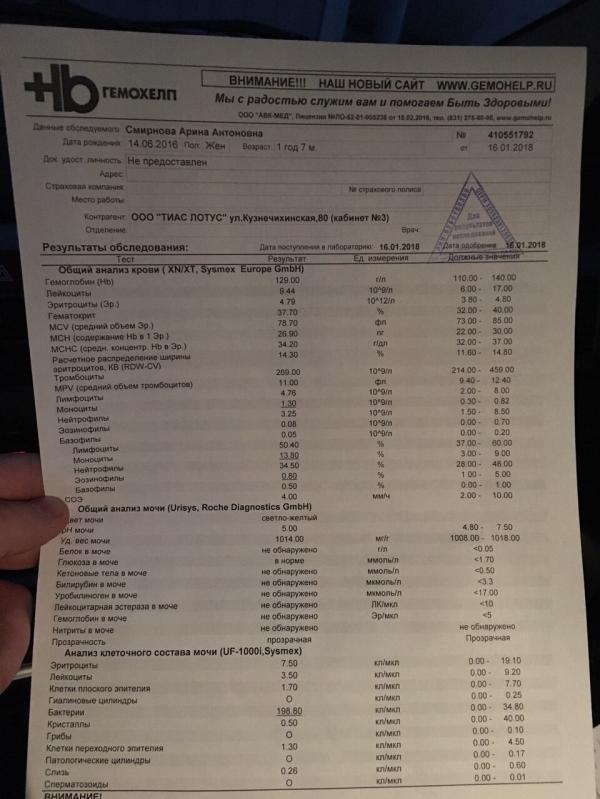 Hb ГЕМОХЕЛП
ВНИМАНИЕ!!! НАШ НОВЫЙ САЙТ WWW.GEMOHELP.RU
Мы с радостью служим вам и помогаем Быть Здоровыми!
ООО "АВК-МЕД", Лицензия №ЛО-52-01-005236 от 16.02.2016, тел. (831) 275-80-90, www.gemohelp.ru
Данные обследуемого: Смирнова Арина Антоновна № 410551792
Дата рождения: 14.06.2016 Пол: Жен Возраст: 1 год 7 м. от 16.01.2018
Док. удост. личность: Не предоставлен
Адрес:
Страховая компания: № страхового полиса
Место работы:
Контрагент: ООО "ТИАС ЛОТУС" ул.Кузнечихинская,80 (кабинет №3)
Отделение: Врач:
Для результатов исследований
Результаты обследования: Дата поступления в лабораторию: 16.01.2018 Дата одобрения 16.01.2018
Тест Результат Ед. измерения Должные значения
Общий анализ крови ( XN/XT, Sysmex Europe GmbH)
Гемоглобин (Hb) 129.00 г/л 110.00 - 140.00
Лейкоциты 9.44 10^9/л 6.00 - 17.00
Эритроциты (Эр.) 4.79 10^12/л 3.80 - 4.80
Гематокрит 37.70 % 32.00 - 40.00
MCV (средний объем Эр.) 78.70 фл 73.00 - 85.00
MCH (содержание Hb в 1 Эр.) 26.90 пг 22.00 - 30.00
MCHC (средн. концентр. Hb в Эр.) 34.20 г/дл 32.00 - 37.00
Расчетное распределение ширины эритроцитов, КВ (RDW-CV) 14.30 % 11.60 - 14.80
Тромбоциты 269.00 10^9/л 214.00 - 459.00
MPV (средний объем тромбоцитов) 11.00 фл 9.40 - 12.40
Лимфоциты 4.76 10^9/л 2.00 - 8.00
Моноциты 1.30 10^9/л 0.30 - 0.82
Нейтрофилы 3.25 10^9/л 1.50 - 8.50
Эозинофилы 0.08 10^9/л 0.00 - 0.70
Базофилы 0.05 10^9/л 0.00 - 0.20
Лимфоциты 50.40 % 37.00 - 60.00
Моноциты 13.80 % 3.00 - 9.00
Нейтрофилы 34.50 % 28.00 - 48.00
Эозинофилы 0.80 % 1.00 - 5.00
Базофилы 0.50 % 0.00 - 1.00
СОЭ 4.00 мм/ч 2.00 - 10.00
Общий анализ мочи (Urisys, Roche Diagnostics GmbH)
мочи светло-желтый
мочи 5.00 4.80 - 7.50
Уд. вес мочи 1014.00 мг/г 1008.00 - 1018.00
Белок в моче не обнаружено г/л <0.05
Глюкоза в моче в норме ммоль/л <1.70
Кетоновые тела в моче не обнаружено ммоль/л <0.50
Билирубин в моче не обнаружено мкмоль/л <3.3
Уробилиноген в моче не обнаружено мкмоль/л <17.00
Лейкоцитарная эстераза в моче не обнаружено ЛК/мкл <10
Гемоглобин в моче не обнаружено Эр/мкл <5
Нитриты в моче не обнаружено не обнаружено
Прозрачность прозрачная Прозрачная
Анализ клеточного состава мочи (UF-1000i,Sysmex)
Эритроциты 7.50 кл/мкл 0.00 - 19.10
Лейкоциты 3.50 кл/мкл 0.00 - 9.20
Клетки плоского эпителия 1.70 кл/мкл 0.00 - 7.70
Гиалиновые цилиндры O кл/мкл 0.00 - 0.25
Бактерии 198.80 кл/мкл 0.00 - 34.80
Кристаллы 0.50 кл/мкл 0.00 - 40.00
Грибы O кл/мкл 0.00 - 0.10
Клетки переходного эпителия 1.30 кл/мкл 0.00 - 4.50
Патологические цилиндры O кл/мкл 0.00 - 0.17
Слизь 0.26 кл/мкл 0.00 - 0.60
Сперматозоиды O кл/мкл 0.00 - 0.01
ВНИМАНИЕ!